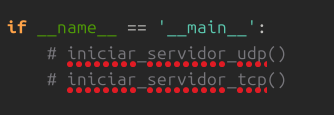 if __name__ == '__main__':
    # iniciar_servidor_udp()
    # iniciar_servidor_tcp()